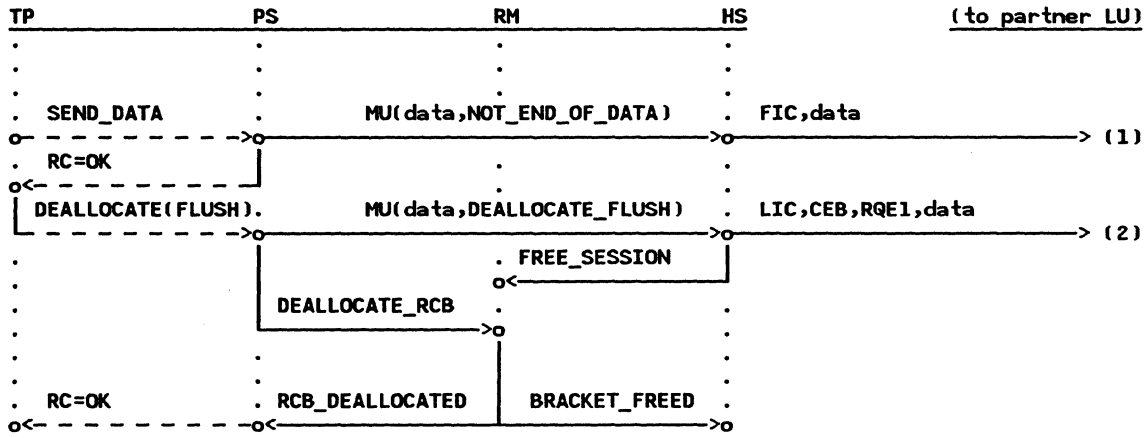 TP PS RM HS (to partner LU)
SEND_DATA MU(data,NOT_END_OF_DATA) FIC,data
(1)
RC=OK
DEALLOCATE(FLUSH). MU(data,DEALLOCATE_FLUSH) LIC,CEB,RQE1,data
(2)
FREE_SESSION
DEALLOCATE_RCB
RC=OK RCB_DEALLOCATED BRACKET_FREED